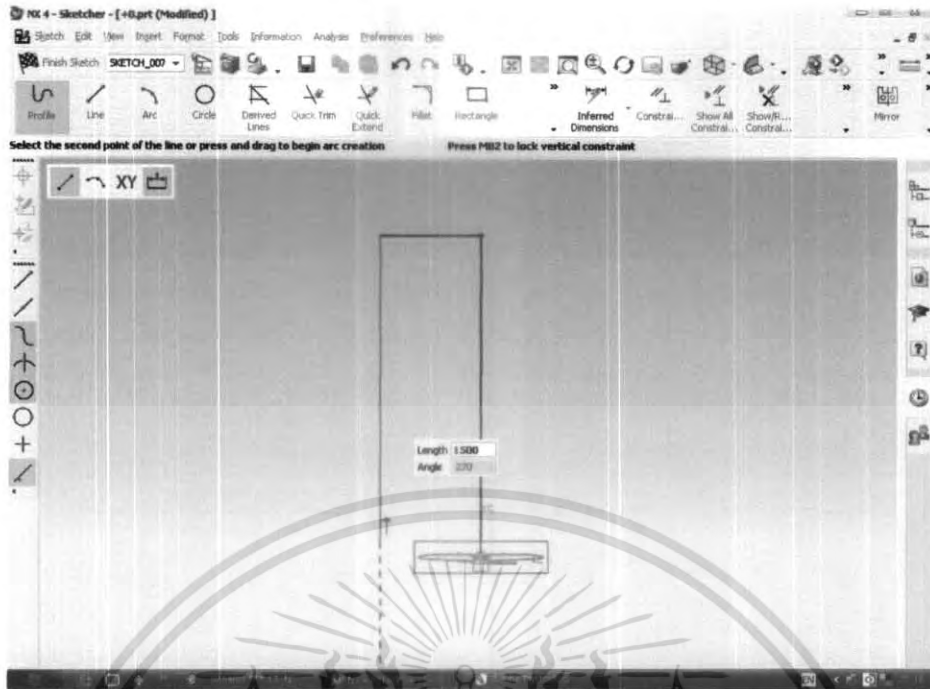 NX 4 - Sketcher - [+8.prt (Modified) ]
Sketch Edit View Insert Format Tools Information Analysis Preferences Help
Finish Sketch SKETCH_007
Profile Line Arc Circle Derived Lines Quick Trim Quick Extend Fillet Rectangle Inferred Dimensions Constrai... Show All Constrai... Show/R... Constrai... Mirror
Select the second point of the line or press and drag to begin arc creation Press MB2 to lock vertical constraint
XY
Length 1500
Angle 270
EN